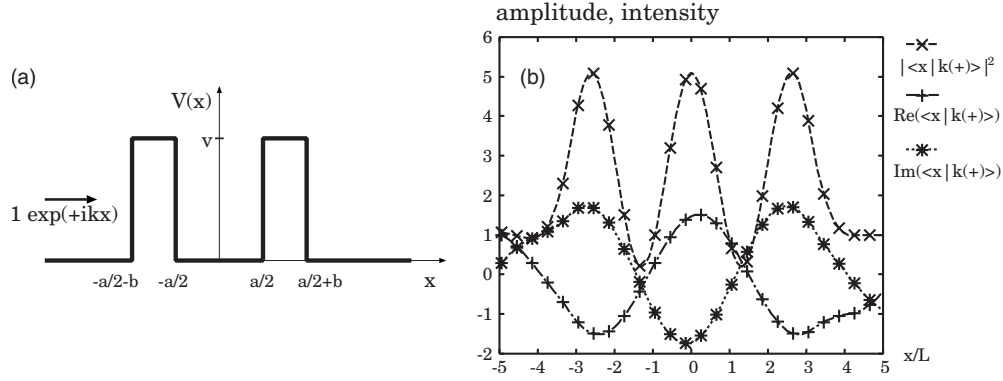 (a)
V(x)
v
1 exp(+ikx)
-a/2-b
-a/2
a/2
a/2+b
x
amplitude, intensity
(b)
6
5
4
3
2
1
0
-1
-2
-5 -4 -3 -2 -1 0 1 2 3 4 5
x/L
|<x|k(+)>|²
Re(<x|k(+)>)
Im(<x|k(+)>)